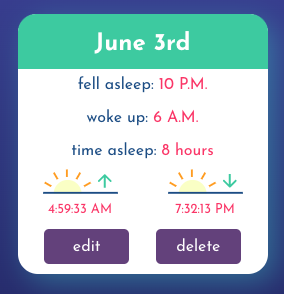 June 3rd
fell asleep: 10 P.M.
woke up: 6 A.M.
time asleep: 8 hours
4:59:33 AM 7:32:13 PM
edit delete